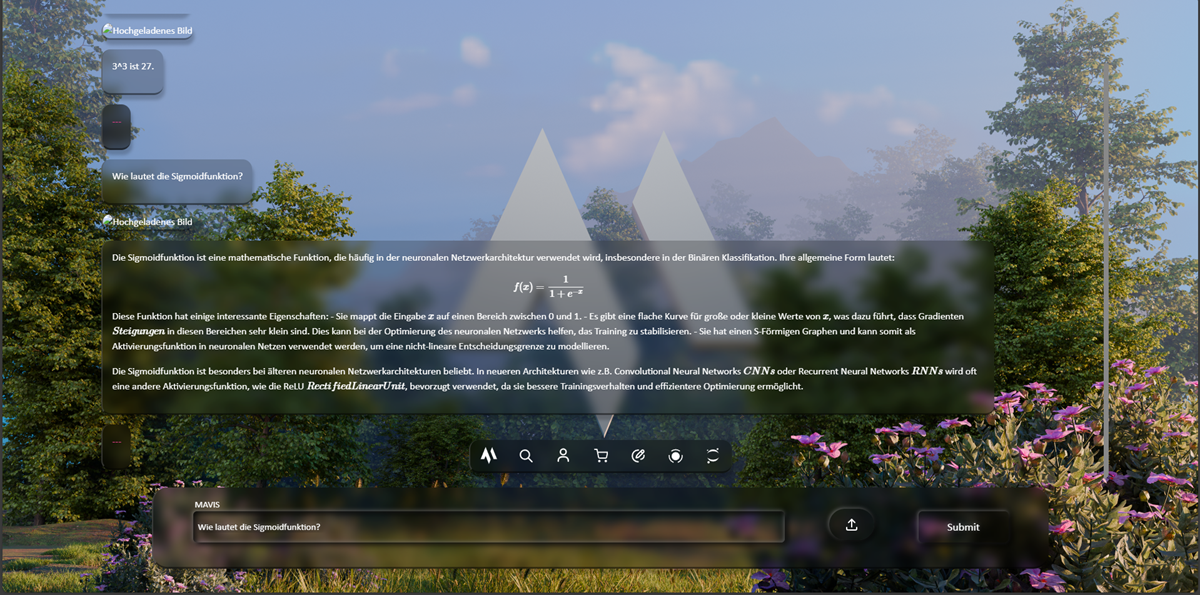 Hochgeladenes Bild
3^3 ist 27.
---
Wie lautet die Sigmoidfunktion?
Hochgeladenes Bild
Die Sigmoidfunktion ist eine mathematische Funktion, die häufig in der neuronalen Netzwerkarchitektur verwendet wird, insbesondere in der Binären Klassifikation. Ihre allgemeine Form lautet:
f(x) = 1 / (1 + e^{-x})
Diese Funktion hat einige interessante Eigenschaften: - Sie mappt die Eingabe x auf einen Bereich zwischen 0 und 1. - Es gibt eine flache Kurve für große oder kleine Werte von x, was dazu führt, dass Gradienten
Steigungen in diesen Bereichen sehr klein sind. Dies kann bei der Optimierung des neuronalen Netzwerks helfen, das Training zu stabilisieren. - Sie hat einen S-Förmigen Graphen und kann somit als
Aktivierungsfunktion in neuronalen Netzen verwendet werden, um eine nicht-lineare Entscheidungsgrenze zu modellieren.
Die Sigmoidfunktion ist besonders bei älteren neuronalen Netzwerkarchitekturen beliebt. In neueren Architekturen wie z.B. Convolutional Neural Networks CNNs oder Recurrent Neural Networks RNNs wird oft
eine andere Aktivierungsfunktion, wie die ReLU RectifiedLinearUnit, bevorzugt verwendet, da sie bessere Trainingsverhalten und effizientere Optimierung ermöglicht.
---
MAVIS
Wie lautet die Sigmoidfunktion?
Submit